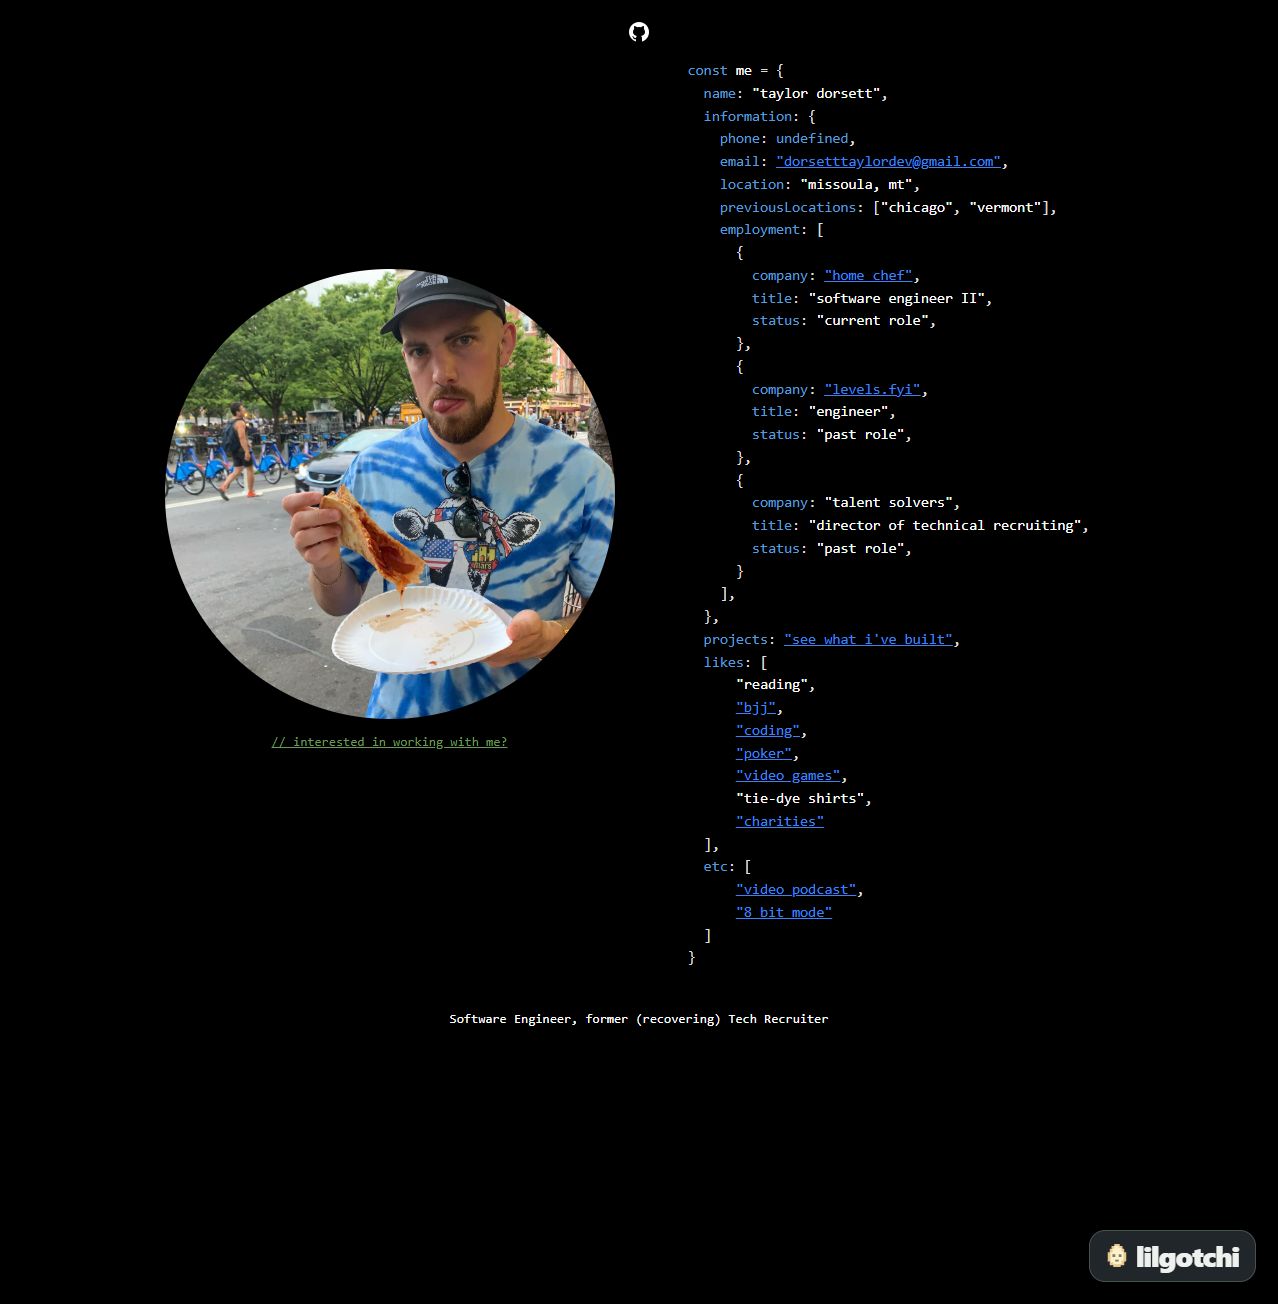 const me = {
name: "taylor dorsett",
information: {
phone: undefined,
email: "dorsetttaylordev@gmail.com",
location: "missoula, mt",
previousLocations: ["chicago", "vermont"],
employment: [
{
company: "home chef",
title: "software engineer II",
status: "current role",
},
{
company: "levels.fyi",
title: "engineer",
status: "past role",
},
{
company: "talent solvers",
title: "director of technical recruiting",
status: "past role",
}
],
},
projects: "see what i've built",
likes: [
"reading",
"bjj",
"coding",
"poker",
"video games",
"tie-dye shirts",
"charities"
],
etc: [
"video podcast",
"8 bit mode"
]
}
// interested in working with me?
Software Engineer, former (recovering) Tech Recruiter
lilgotchi